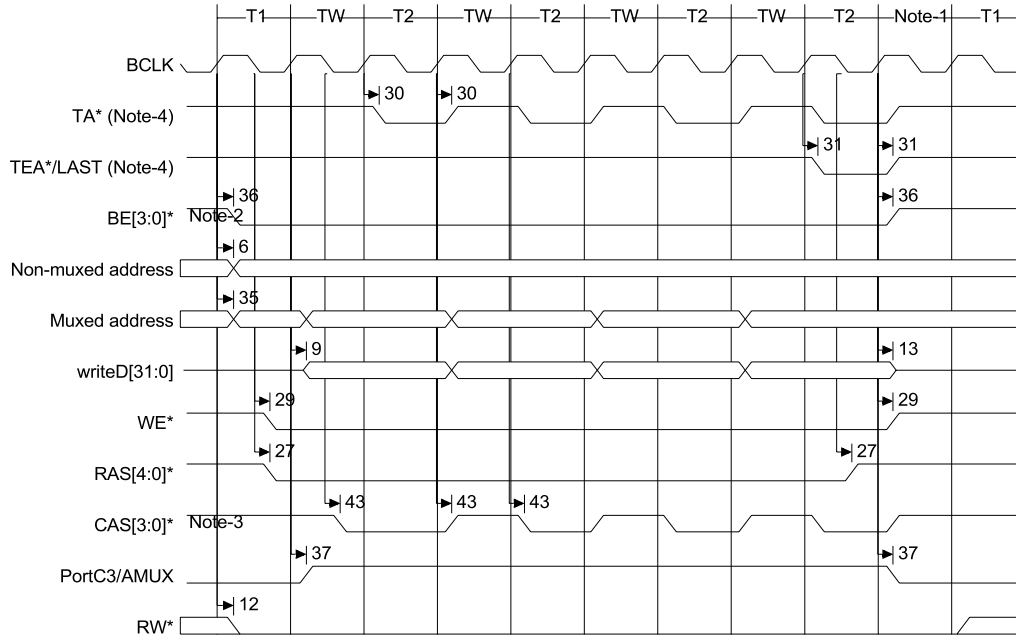 T1 TW T2 TW T2 TW T2 TW T2 Note-1 T1
BCLK
30 30
TA* (Note-4)
31 31
TEA*/LAST (Note-4)
36 36
BE[3:0]* Note-2
6
Non-muxed address
35
Muxed address
9 13
writeD[31:0]
29 29
WE*
27 27
RAS[4:0]*
43 43 43
CAS[3:0]* Note-3
37 37
PortC3/AMUX
12
RW*